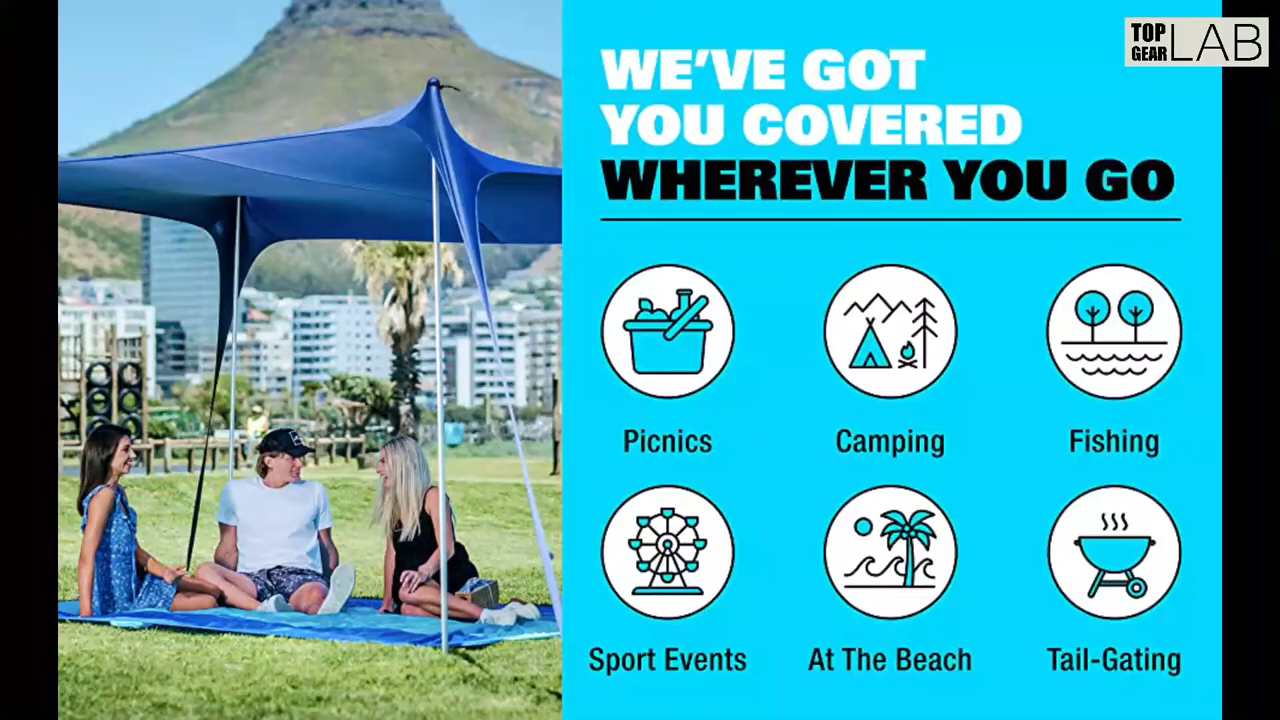 TOP
GEAR
LAB
WE'VE GOT
YOU COVERED
WHEREVER YOU GO
Picnics
Camping
Fishing
Sport Events
At The Beach
Tail-Gating